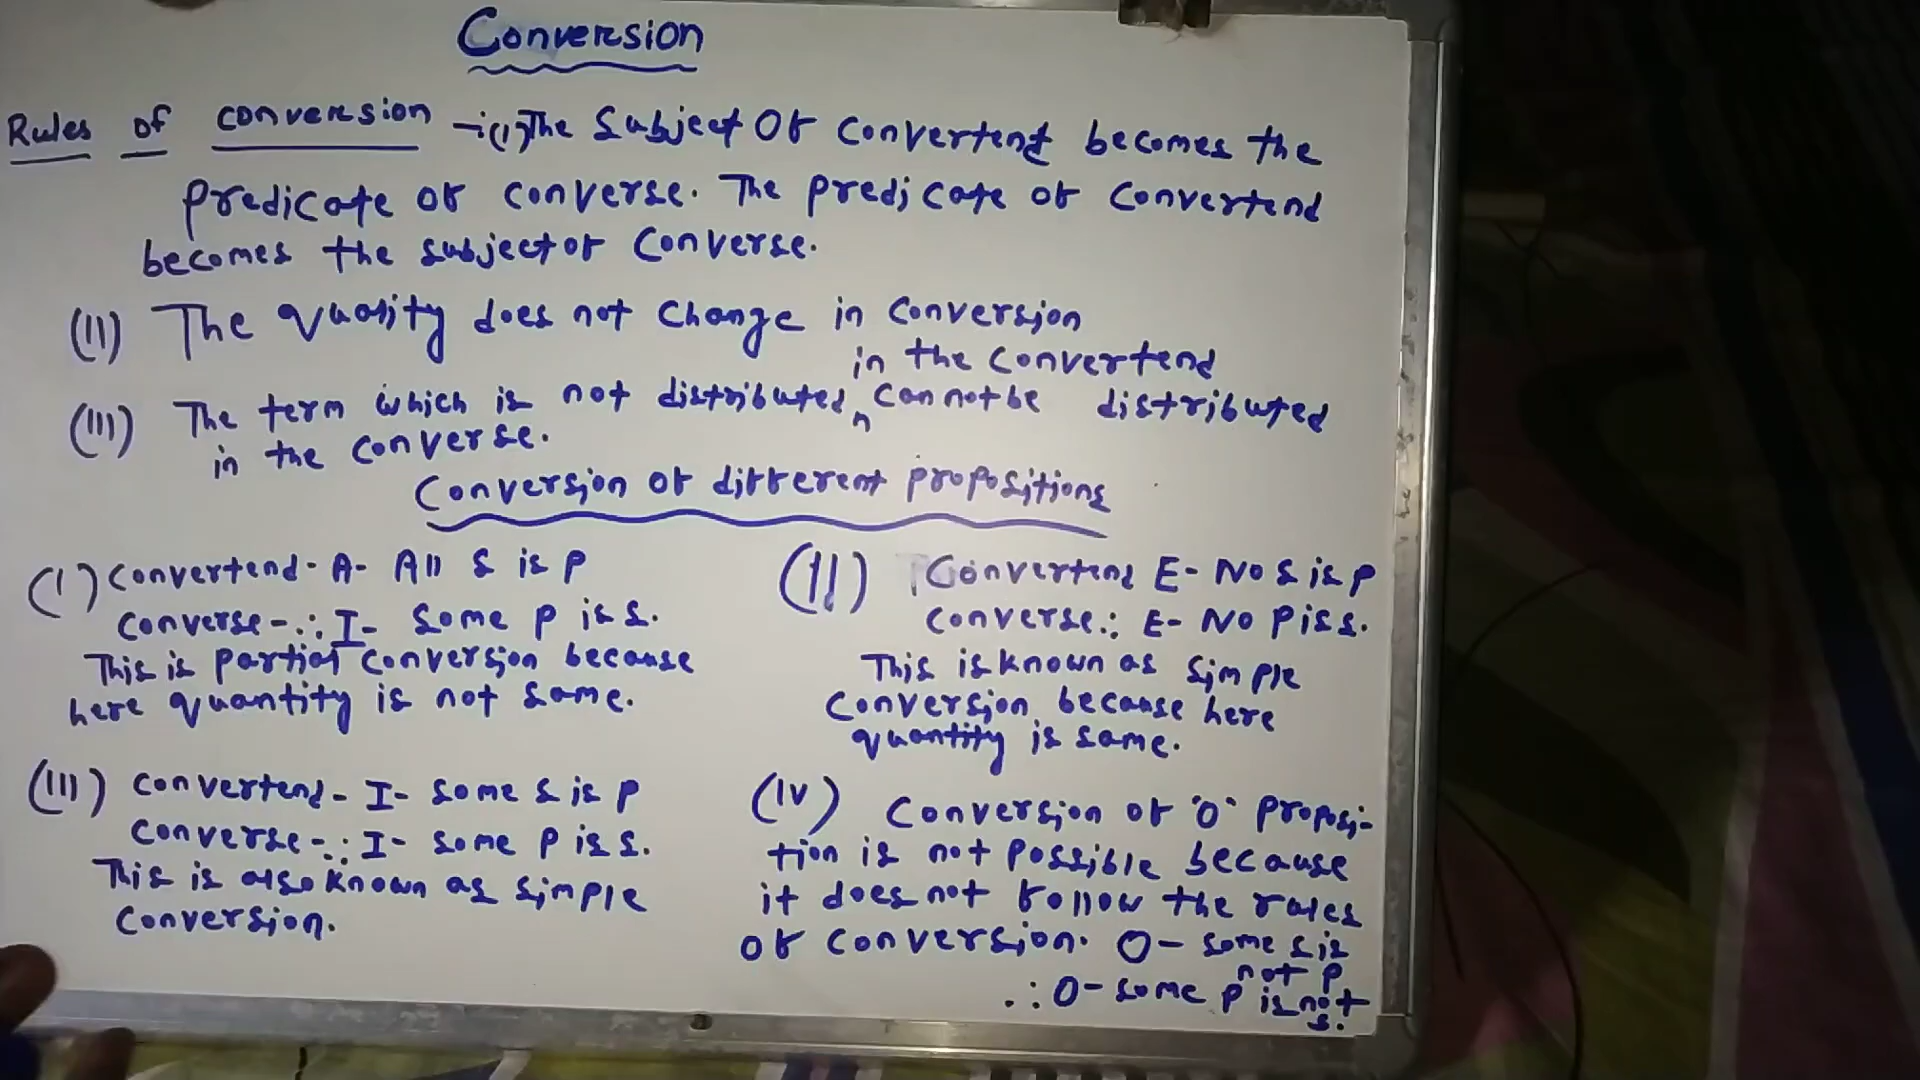 Conversion
Rules of conversion -: (i) The Subject Of Convertent becomes the
predicate of converse. The predicate of Convertend
becomes the subject of Converse.
(II) The quality does not change in conversion
in the convertend
(III) The term which is not distributed ^ can not be distributed
in the converse.
Conversion of different propositions
(I) Convertend - A - All S is P
Converse - ∴ I - Some P is S.
This is partial conversion because
here quantity is not same.
(II) Convertend E - No S is P
Converse ∴ E - No P is S.
This is known as simple
conversion because here
quantity is same.
(III) Convertend - I - Some S is P
Converse - ∴ I - Some P is S.
This is also known as simple
conversion.
(IV) Conversion of 'O' proposi-
tion is not possible because
it does not follow the rules
of conversion. O - Some S is
not P
∴ O - Some P is not
S.